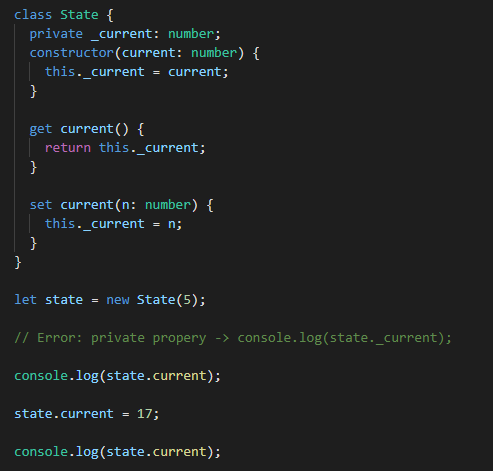 class State {
  private _current: number;
  constructor(current: number) {
    this._current = current;
  }

  get current() {
    return this._current;
  }

  set current(n: number) {
    this._current = n;
  }
}

let state = new State(5);

// Error: private propery -> console.log(state._current);

console.log(state.current);

state.current = 17;

console.log(state.current);